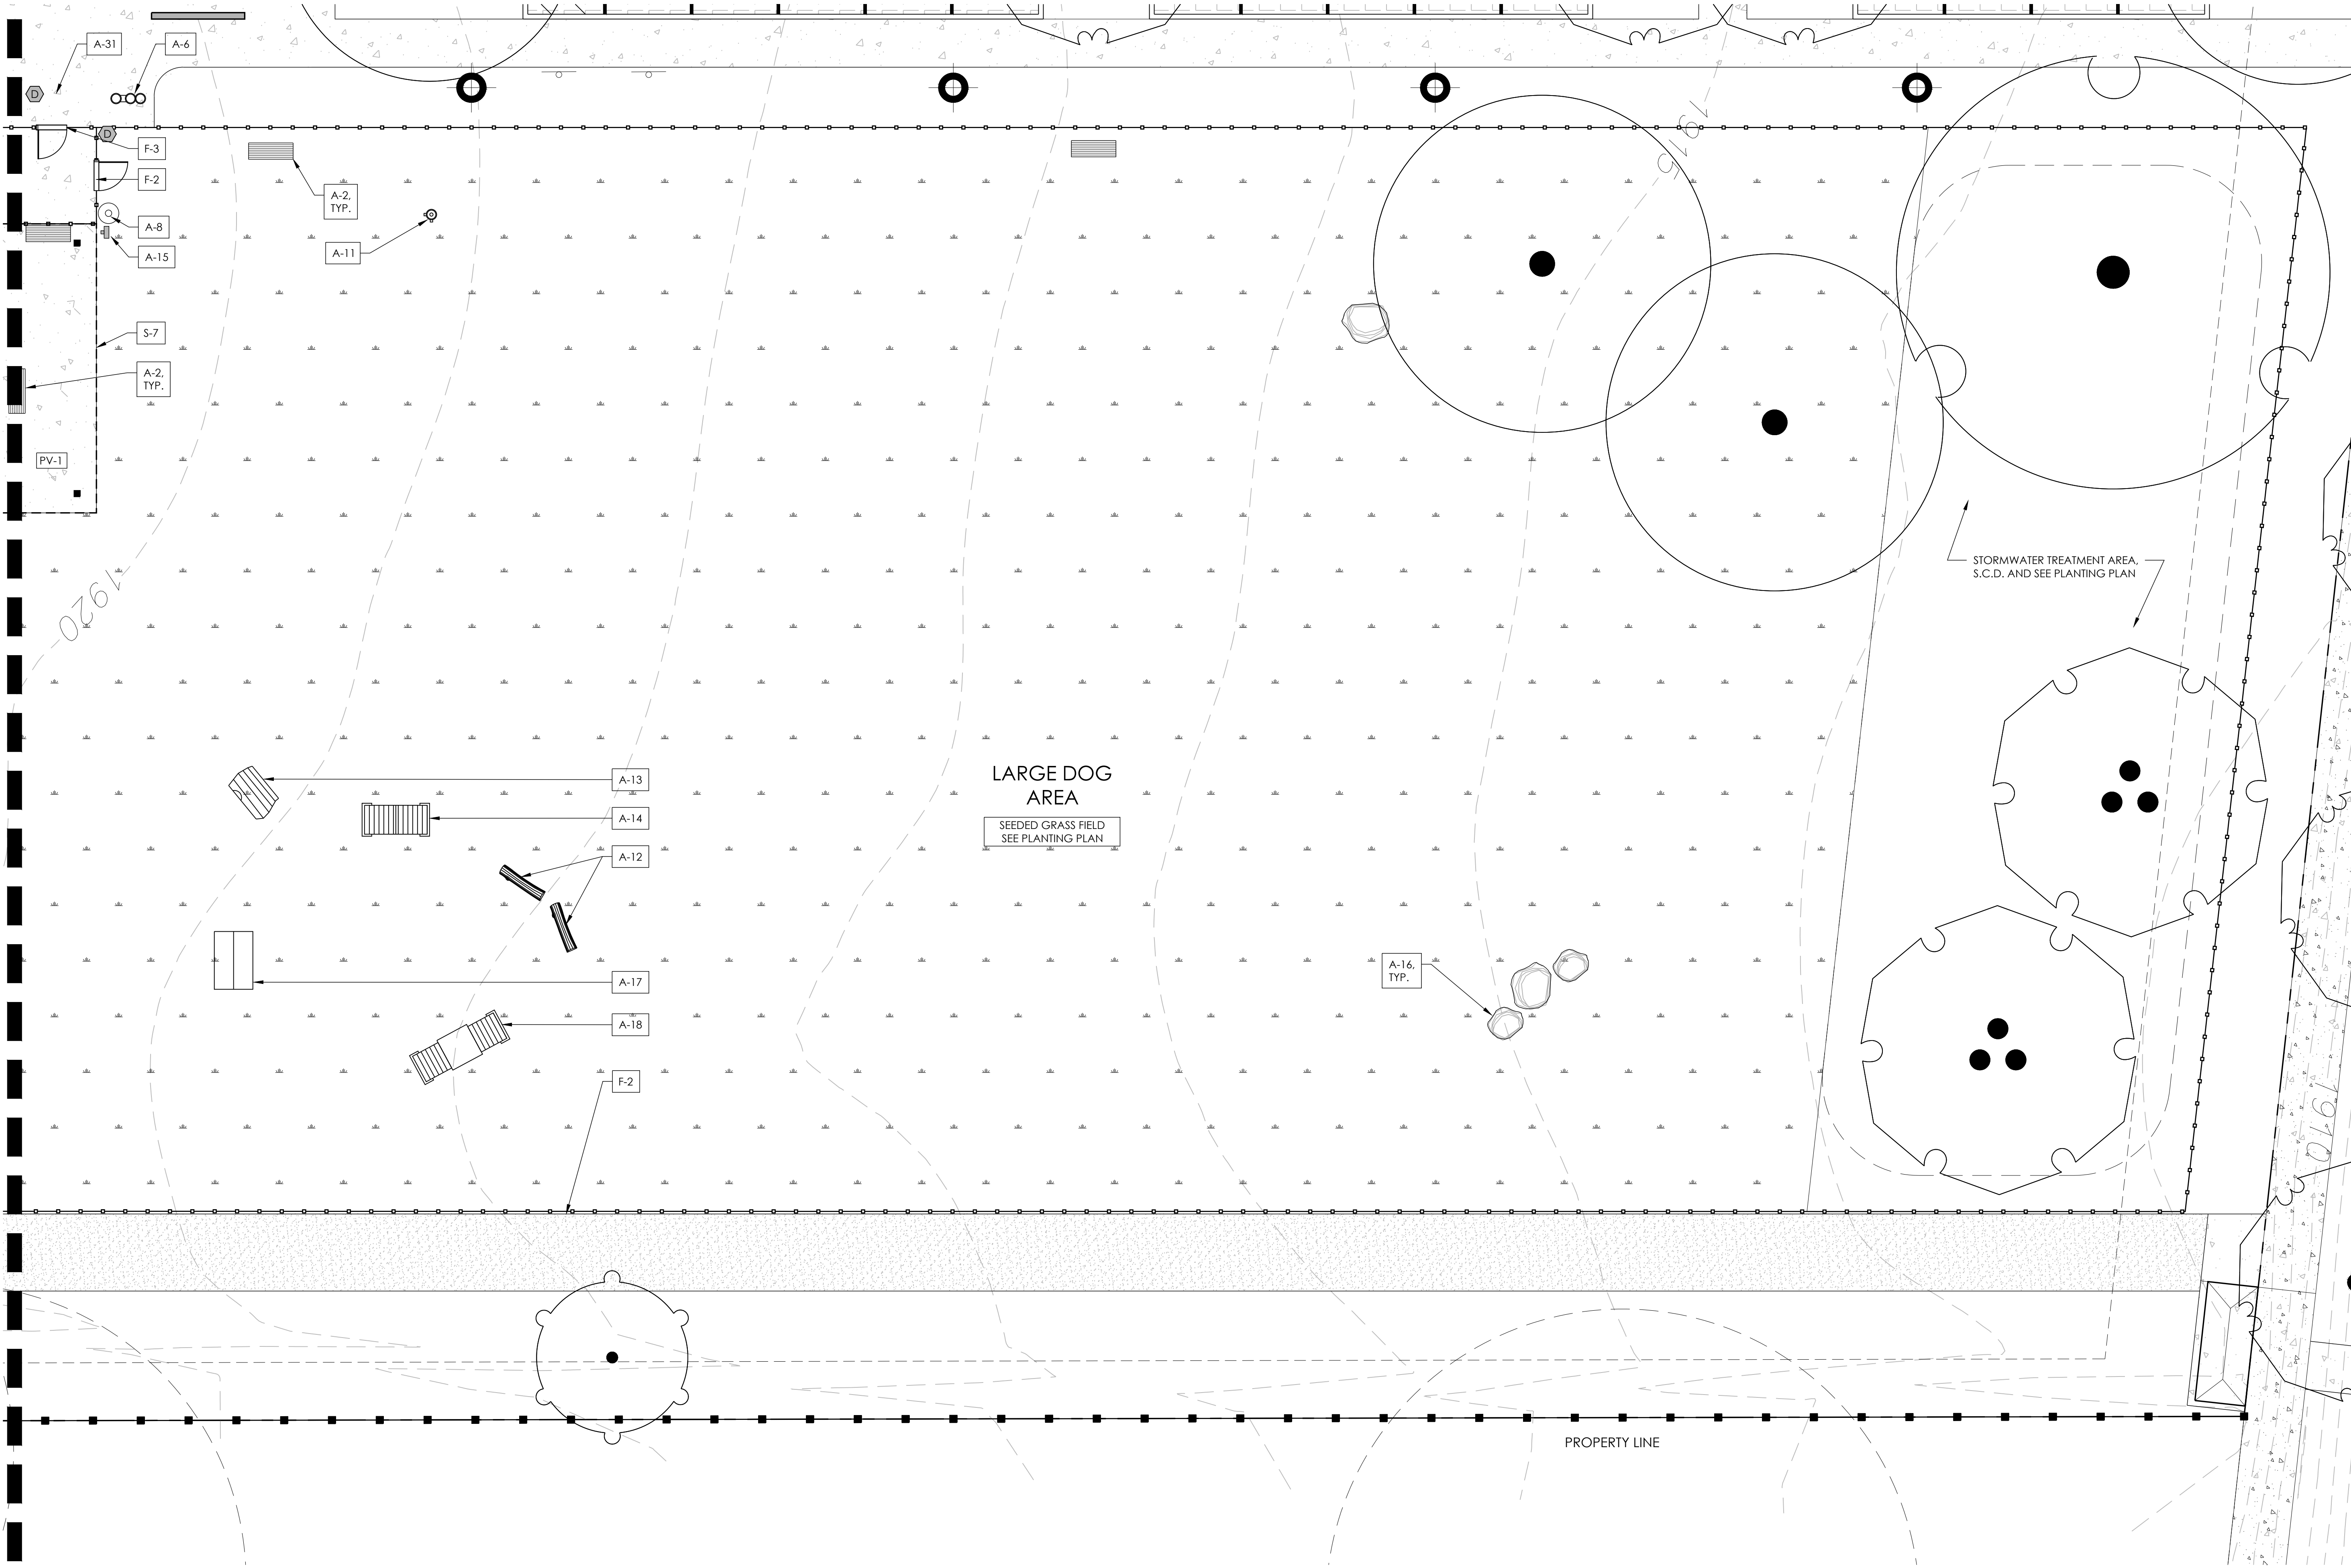 A-31
A-6
D
D
F-3
F-2
A-2,
TYP.
A-8
A-11
A-15
1915
S-7
A-2,
TYP.
PV-1
STORMWATER TREATMENT AREA,
S.C.D. AND SEE PLANTING PLAN
1920
LARGE DOG
AREA
SEEDED GRASS FIELD
SEE PLANTING PLAN
A-13
A-14
A-12
A-16,
TYP.
A-17
A-18
F-2
1910
PROPERTY LINE